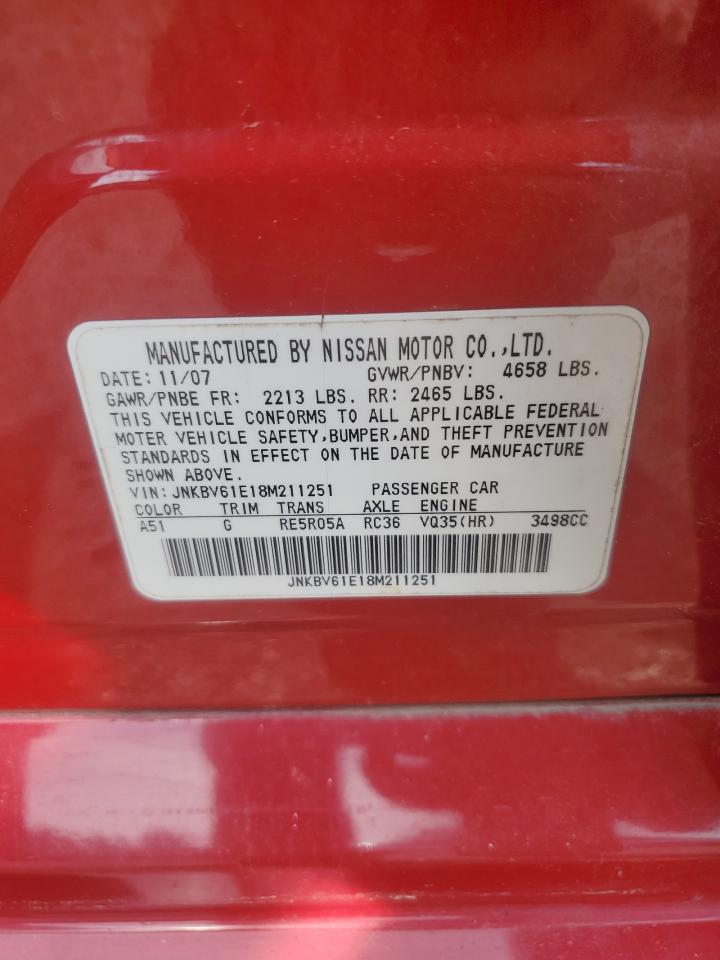 MANUFACTURED BY NISSAN MOTOR CO.,LTD.
DATE: 11/07 GVWR/PNBV: 4658 LBS.
GAWR/PNBE FR: 2213 LBS. RR: 2465 LBS.
THIS VEHICLE CONFORMS TO ALL APPLICABLE FEDERAL
MOTER VEHICLE SAFETY,BUMPER,AND THEFT PREVENTION
STANDARDS IN EFFECT ON THE DATE OF MANUFACTURE
SHOWN ABOVE.
VIN: JNKBV61E18M211251 PASSENGER CAR
COLOR TRIM TRANS AXLE ENGINE
A51 G RE5R05A RC36 VQ35(HR) 3498CC
JNKBV61E18M211251